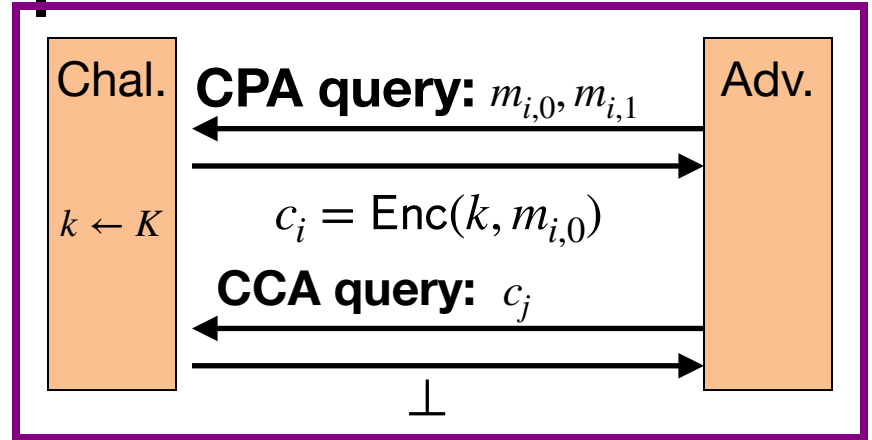 Chal. CPA query: m_{i,0}, m_{i,1} Adv.
k ← K c_i = Enc(k, m_{i,0})
CCA query: c_j
⊥